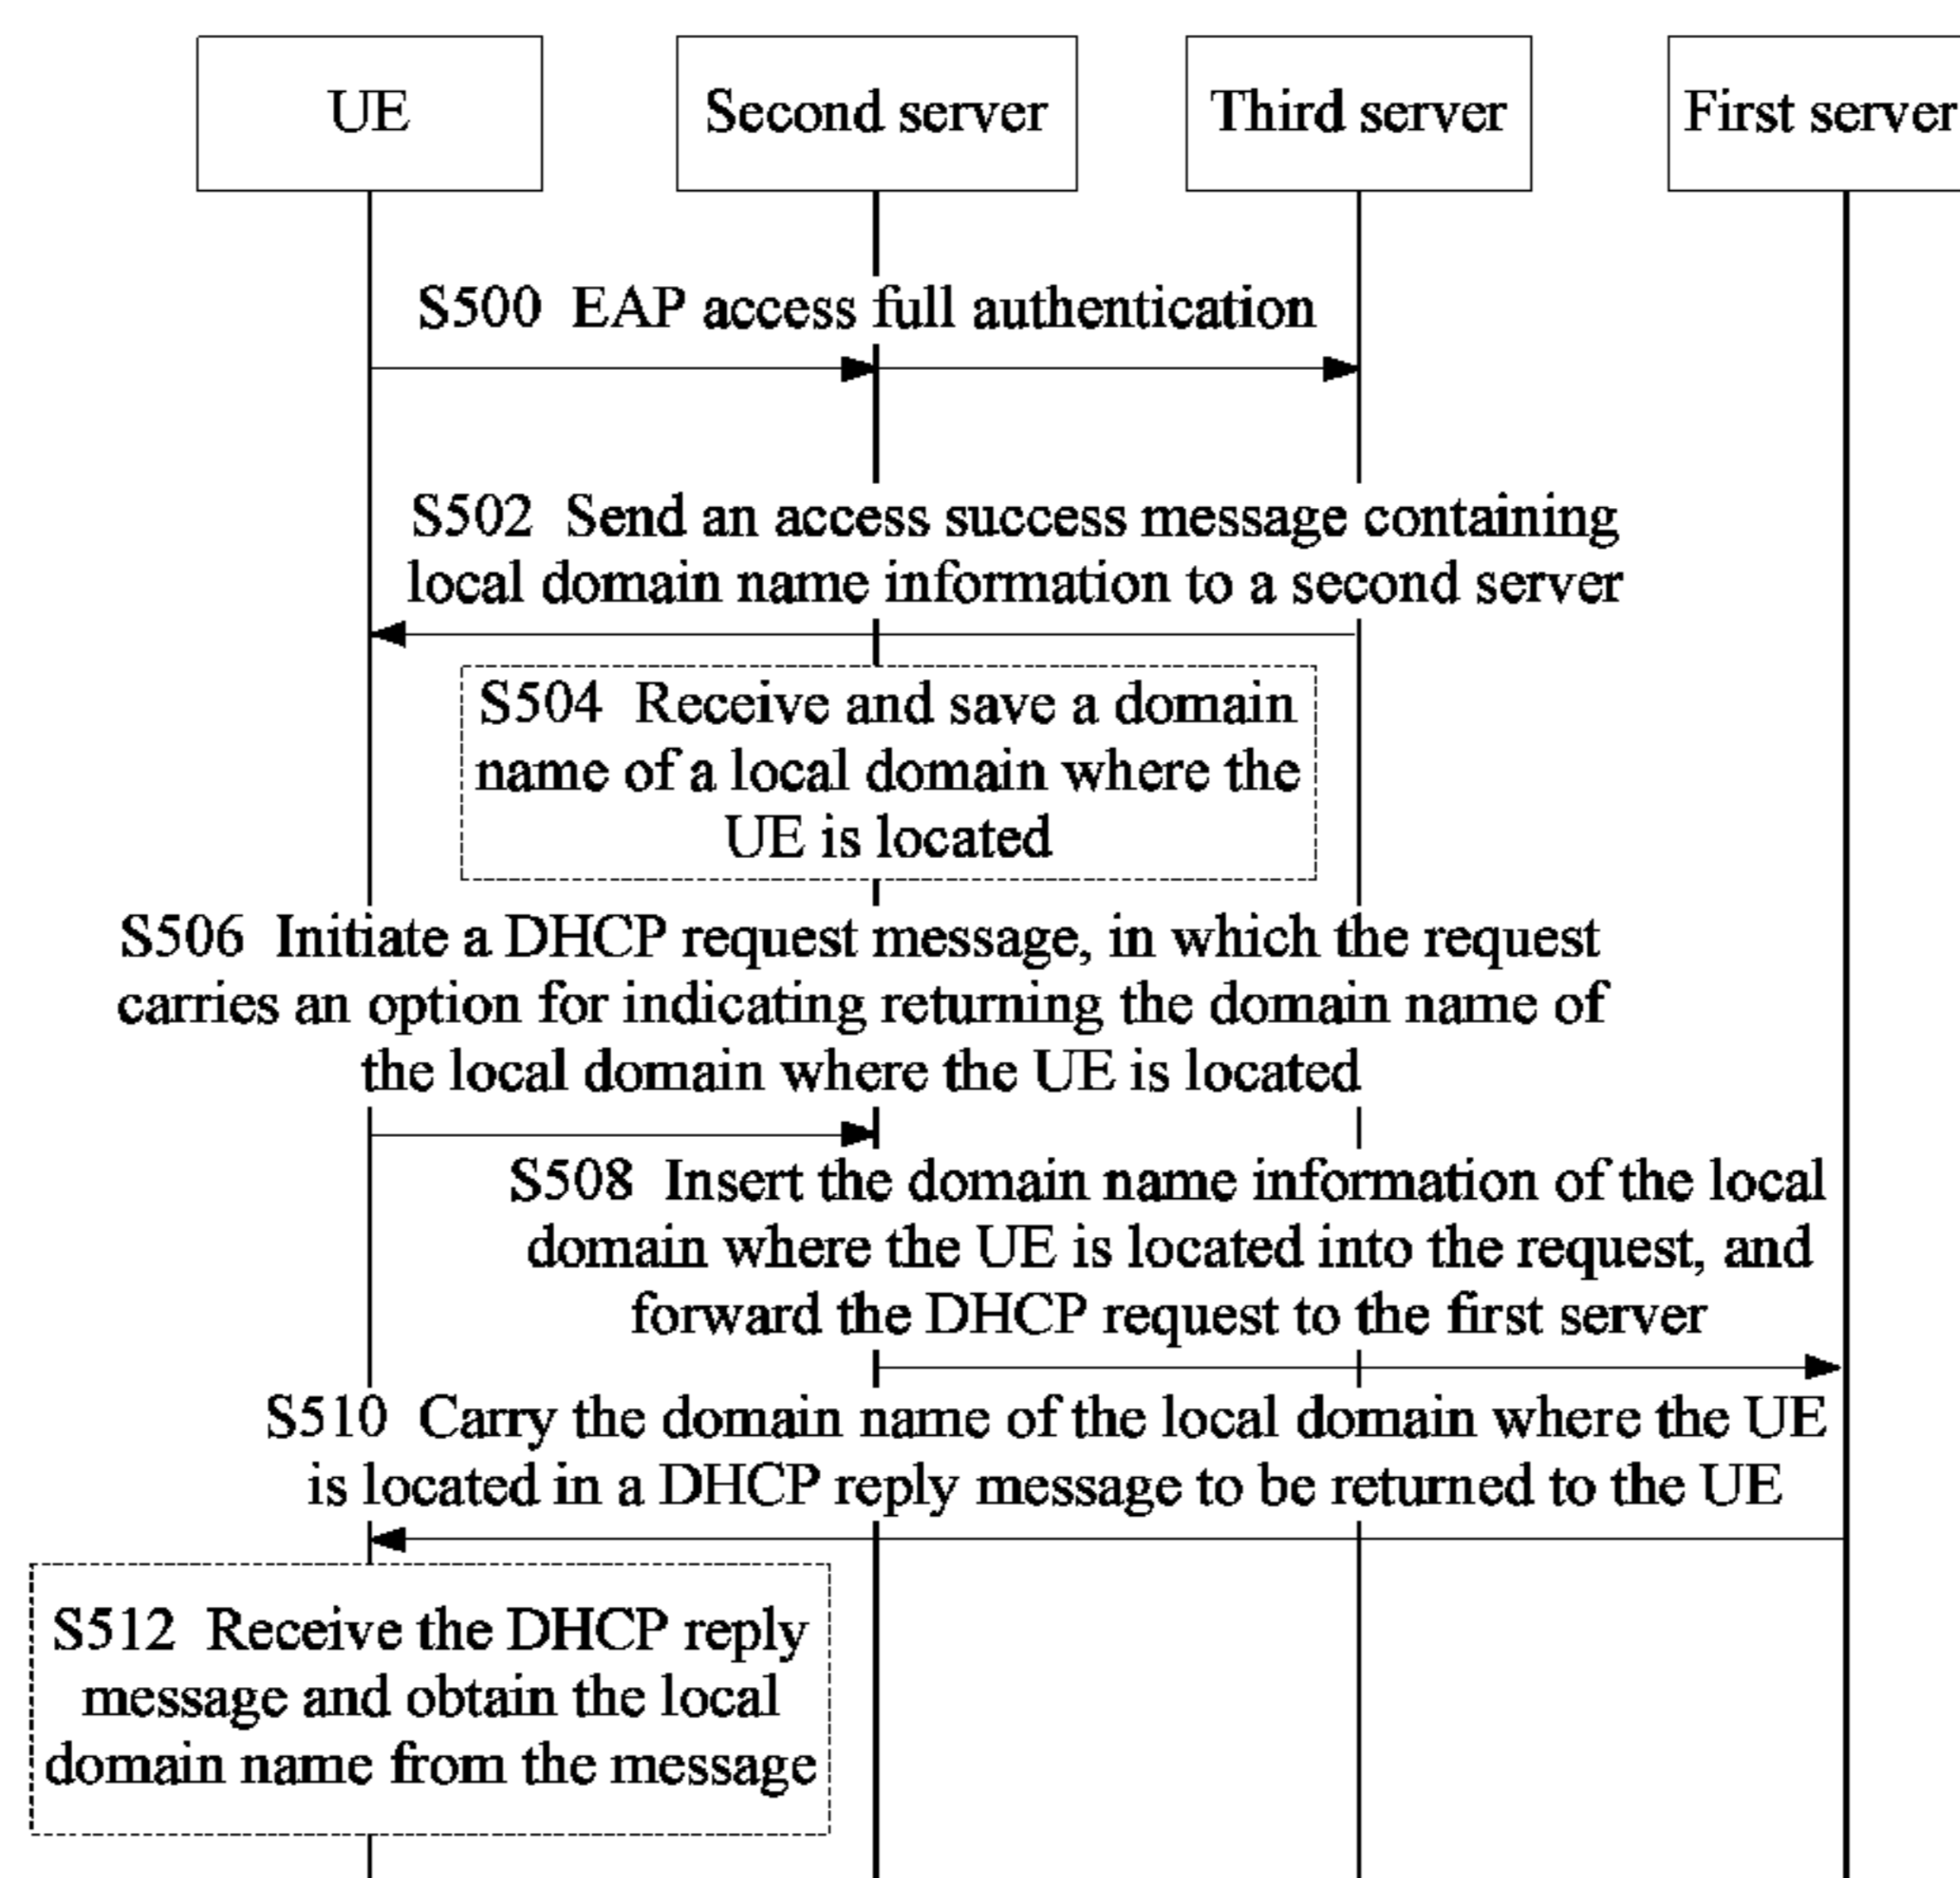 UE
Second server
Third server
First server
S500 EAP access full authentication
S502 Send an access success message containing
local domain name information to a second server
S504 Receive and save a domain
name of a local domain where the
UE is located
S506 Initiate a DHCP request message, in which the request
carries an option for indicating returning the domain name of
the local domain where the UE is located
S508 Insert the domain name information of the local
domain where the UE is located into the request, and
forward the DHCP request to the first server
S510 Carry the domain name of the local domain where the UE
is located in a DHCP reply message to be returned to the UE
S512 Receive the DHCP reply
message and obtain the local
domain name from the message